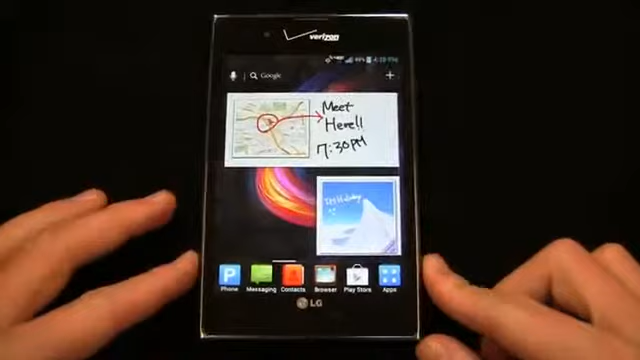 verizon
Google
Meet
Here!!
7:30PM
Phone
Messaging
Contacts
Browser
Play Store
Apps
LG